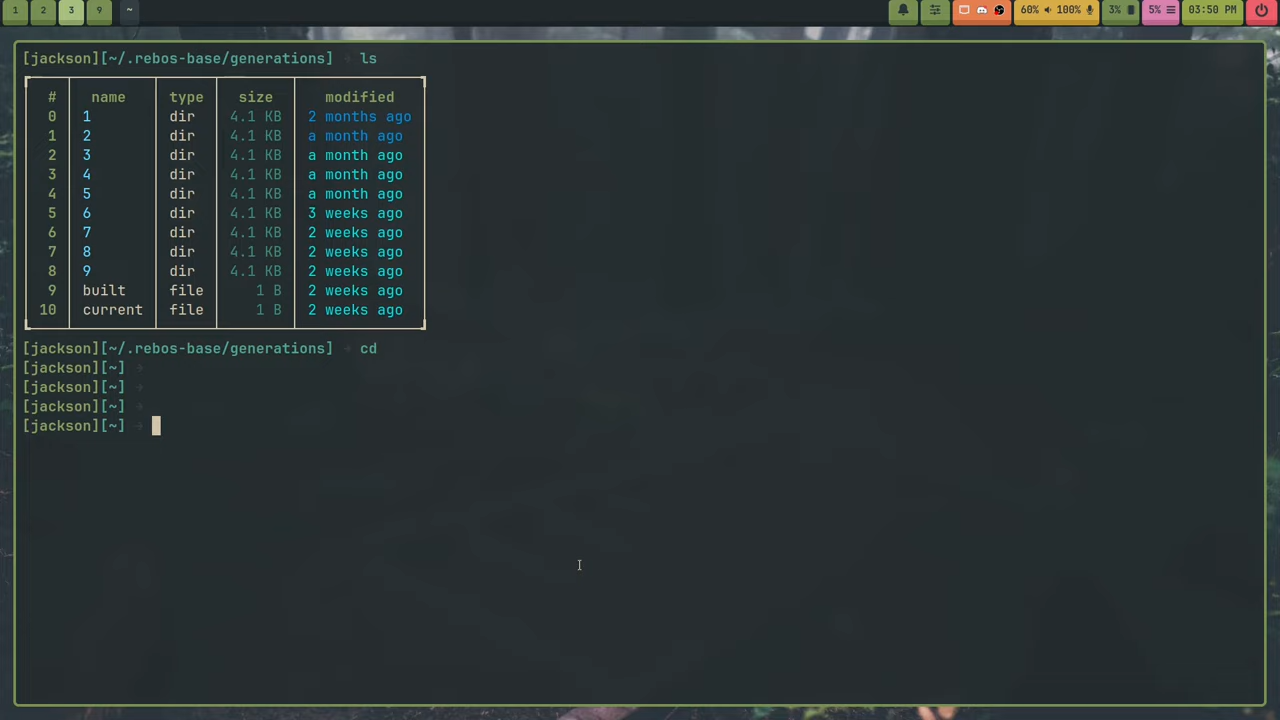 1 2 3 9 ~ 60% 100% 3% 5% 03:50 PM
[jackson][~/.rebos-base/generations] → ls
# name type size modified
0 1 dir 4.1 KB 2 months ago
1 2 dir 4.1 KB a month ago
2 3 dir 4.1 KB a month ago
3 4 dir 4.1 KB a month ago
4 5 dir 4.1 KB a month ago
5 6 dir 4.1 KB 3 weeks ago
6 7 dir 4.1 KB 2 weeks ago
7 8 dir 4.1 KB 2 weeks ago
8 9 dir 4.1 KB 2 weeks ago
9 built file 1 B 2 weeks ago
10 current file 1 B 2 weeks ago
[jackson][~/.rebos-base/generations] → cd
[jackson][~] →
[jackson][~] →
[jackson][~] →
[jackson][~] →